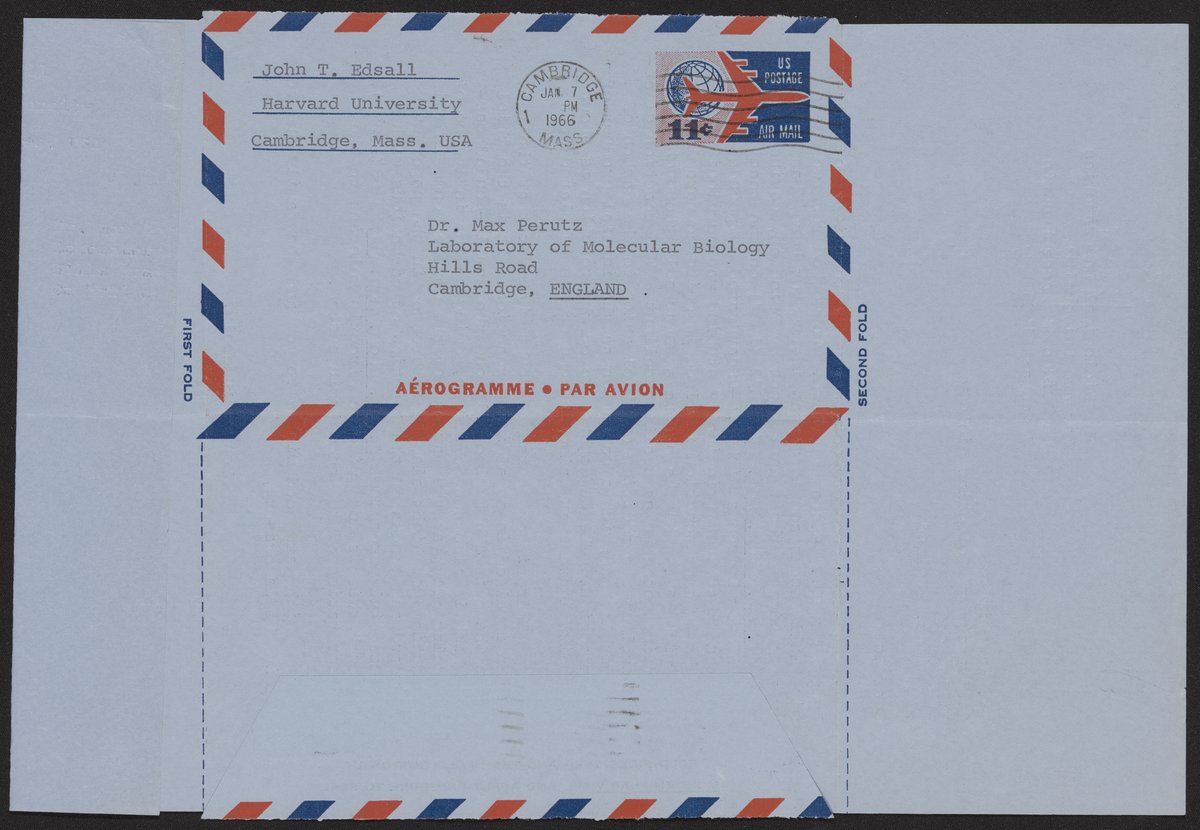 John T. Edsall
Harvard University
Cambridge, Mass. USA
CAMBRIDGE
JAN 7
PM
1
1966
MASS.
US
POSTAGE
11¢
AIR MAIL
Dr. Max Perutz
Laboratory of Molecular Biology
Hills Road
Cambridge, ENGLAND
FIRST FOLD
SECOND FOLD
AÉROGRAMME • PAR AVION